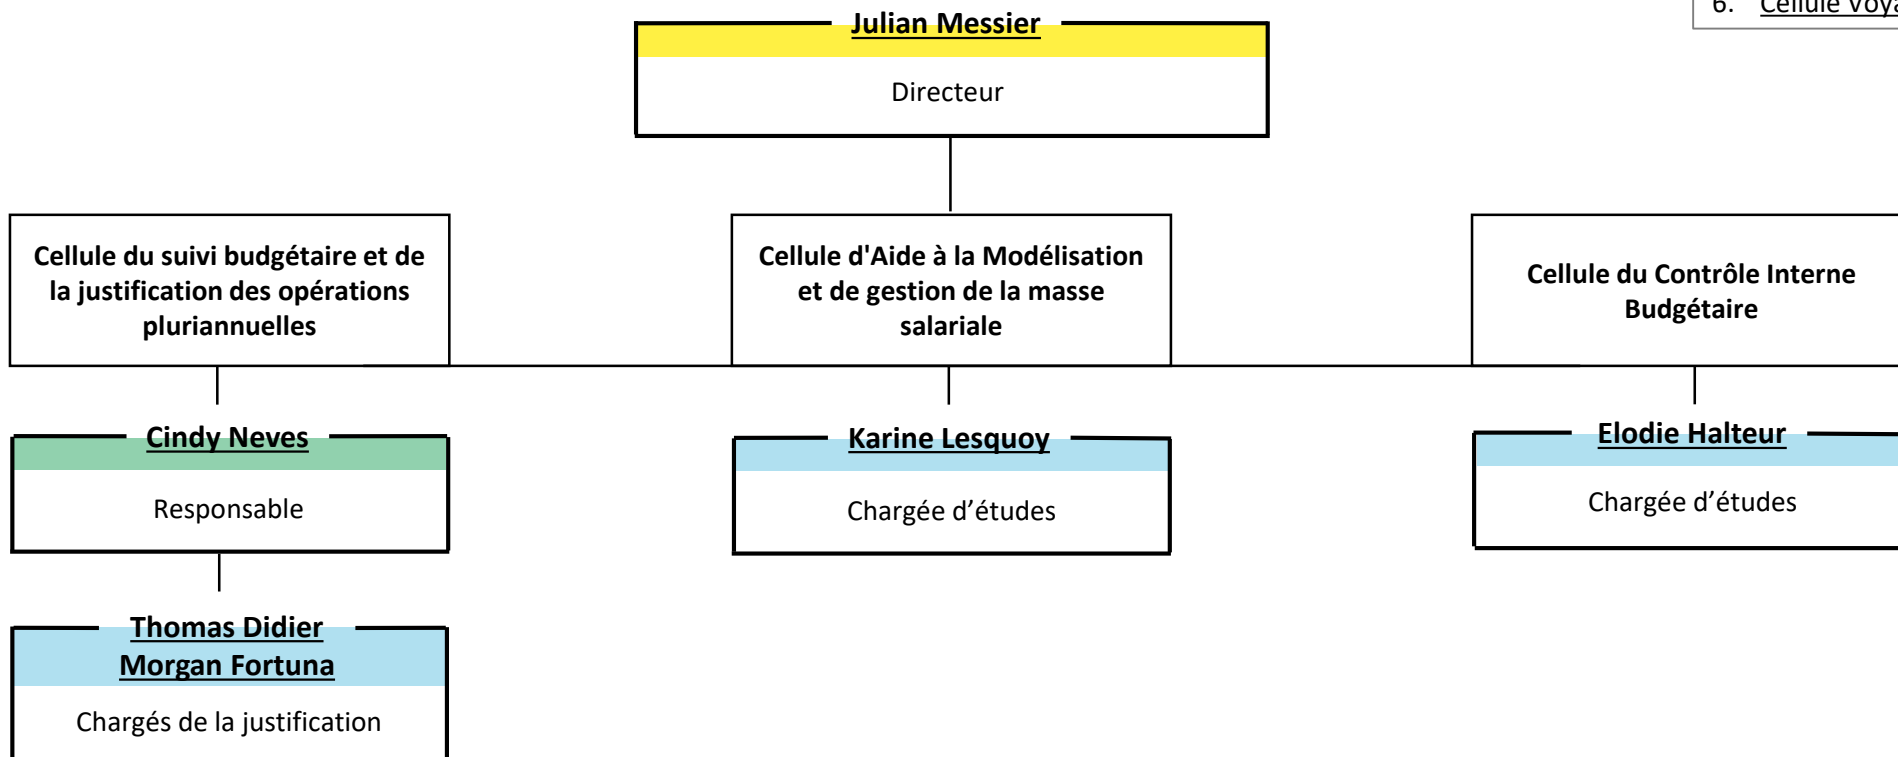 6. Cellule
Julian Messier
Directeur
Cellule du suivi budgétaire et de
la justification des opérations
pluriannuelles
Cellule d'Aide à la Modélisation
et de gestion de la masse
salariale
Cellule du Contrôle Interne
Budgétaire
Cindy Neves
Responsable
Karine Lesquoy
Chargée d’études
Elodie Halteur
Chargée d’études
Thomas Didier
Morgan Fortuna
Chargés de la justification